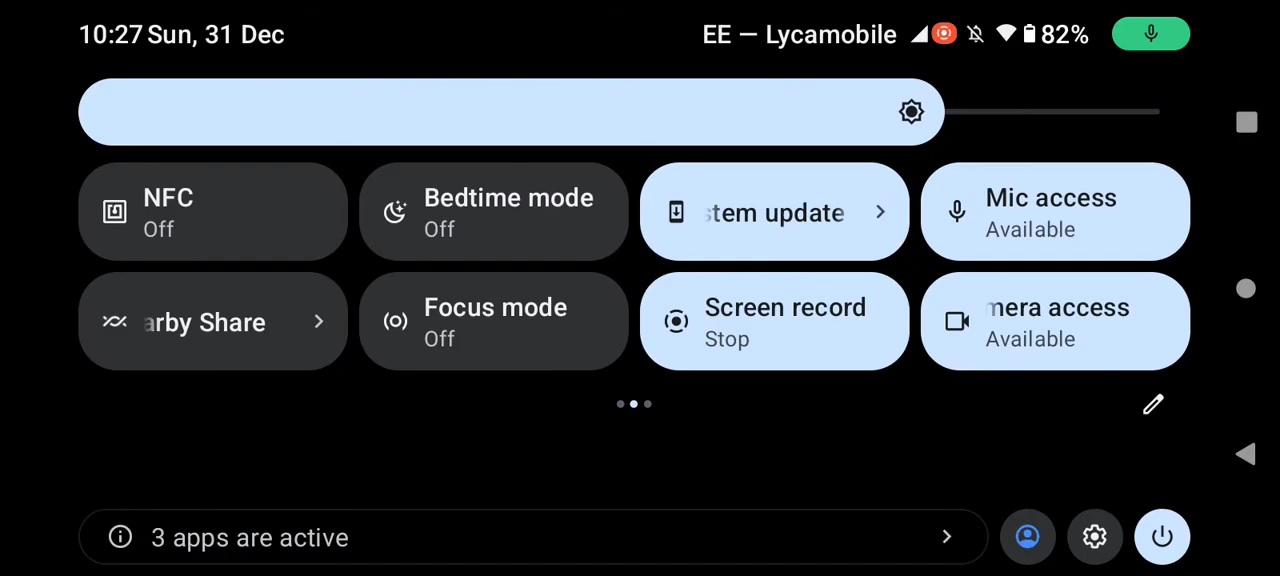 10:27 Sun, 31 Dec
EE — Lycamobile 82%
NFC
Off
Bedtime mode
Off
stem update
Mic access
Available
arby Share
Focus mode
Off
Screen record
Stop
mera access
Available
3 apps are active